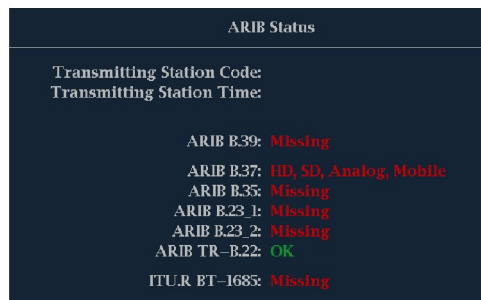 ARIB Status
Transmitting Station Code:
Transmitting Station Time:
ARIB B.39: Missing
ARIB B.37: HD, SD, Analog, Mobile
ARIB B.35: Missing
ARIB B.23_1: Missing
ARIB B.23_2: Missing
ARIB TR-B.22: OK
ITU.R BT-1685: Missing